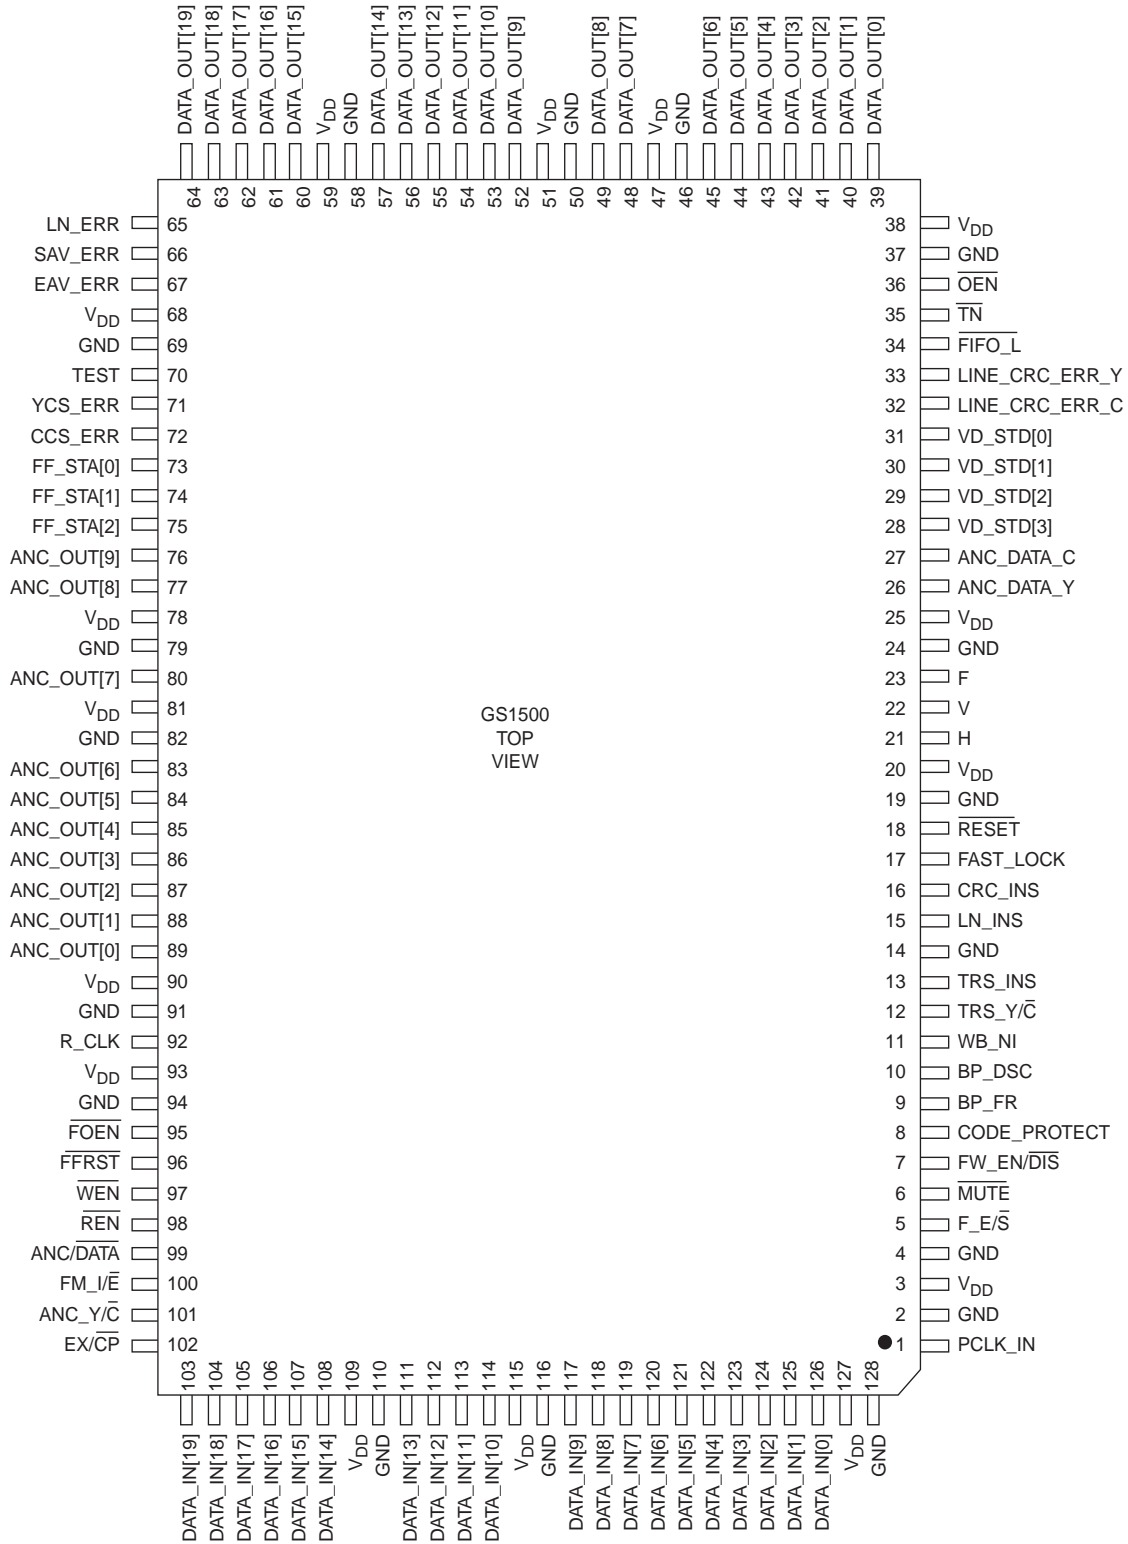 DATA_OUT[19]
DATA_OUT[18]
DATA_OUT[17]
DATA_OUT[16]
DATA_OUT[15]
VDD
GND
DATA_OUT[14]
DATA_OUT[13]
DATA_OUT[12]
DATA_OUT[11]
DATA_OUT[10]
DATA_OUT[9]
VDD
GND
DATA_OUT[8]
DATA_OUT[7]
VDD
GND
DATA_OUT[6]
DATA_OUT[5]
DATA_OUT[4]
DATA_OUT[3]
DATA_OUT[2]
DATA_OUT[1]
DATA_OUT[0]
64
63
62
61
60
59
58
57
56
55
54
53
52
51
50
49
48
47
46
45
44
43
42
41
40
39
LN_ERR 65
SAV_ERR 66
EAV_ERR 67
VDD 68
GND 69
TEST 70
YCS_ERR 71
CCS_ERR 72
FF_STA[0] 73
FF_STA[1] 74
FF_STA[2] 75
ANC_OUT[9] 76
ANC_OUT[8] 77
VDD 78
GND 79
ANC_OUT[7] 80
VDD 81
GND 82
ANC_OUT[6] 83
ANC_OUT[5] 84
ANC_OUT[4] 85
ANC_OUT[3] 86
ANC_OUT[2] 87
ANC_OUT[1] 88
ANC_OUT[0] 89
VDD 90
GND 91
R_CLK 92
VDD 93
GND 94
FOEN 95
FFRST 96
WEN 97
REN 98
ANC/DATA 99
FM_I/E 100
ANC_Y/C 101
EX/CP 102
GS1500
TOP
VIEW
38 VDD
37 GND
36 OEN
35 TN
34 FIFO_L
33 LINE_CRC_ERR_Y
32 LINE_CRC_ERR_C
31 VD_STD[0]
30 VD_STD[1]
29 VD_STD[2]
28 VD_STD[3]
27 ANC_DATA_C
26 ANC_DATA_Y
25 VDD
24 GND
23 F
22 V
21 H
20 VDD
19 GND
18 RESET
17 FAST_LOCK
16 CRC_INS
15 LN_INS
14 GND
13 TRS_INS
12 TRS_Y/C
11 WB_NI
10 BP_DSC
9 BP_FR
8 CODE_PROTECT
7 FW_EN/DIS
6 MUTE
5 F_E/S
4 GND
3 VDD
2 GND
1 PCLK_IN
103
104
105
106
107
108
109
110
111
112
113
114
115
116
117
118
119
120
121
122
123
124
125
126
127
128
DATA_IN[19]
DATA_IN[18]
DATA_IN[17]
DATA_IN[16]
DATA_IN[15]
DATA_IN[14]
VDD
GND
DATA_IN[13]
DATA_IN[12]
DATA_IN[11]
DATA_IN[10]
VDD
GND
DATA_IN[9]
DATA_IN[8]
DATA_IN[7]
DATA_IN[6]
DATA_IN[5]
DATA_IN[4]
DATA_IN[3]
DATA_IN[2]
DATA_IN[1]
DATA_IN[0]
VDD
GND